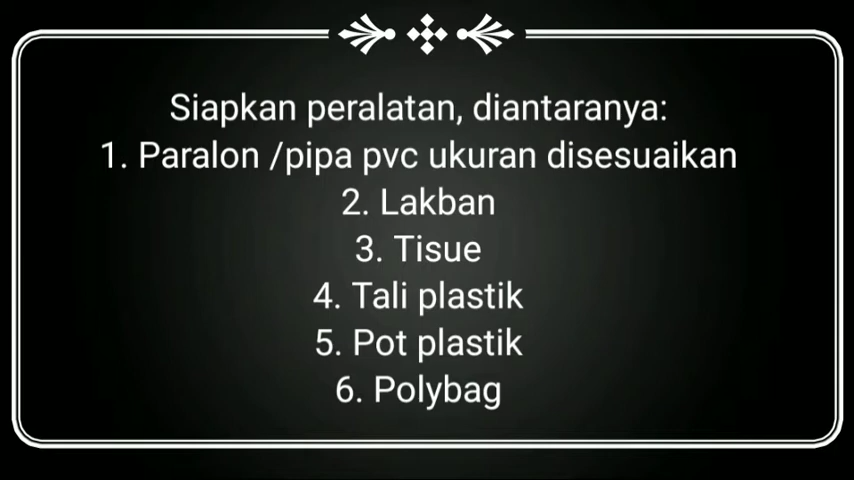 Siapkan peralatan, diantaranya:
1. Paralon /pipa pvc ukuran disesuaikan
2. Lakban
3. Tisue
4. Tali plastik
5. Pot plastik
6. Polybag